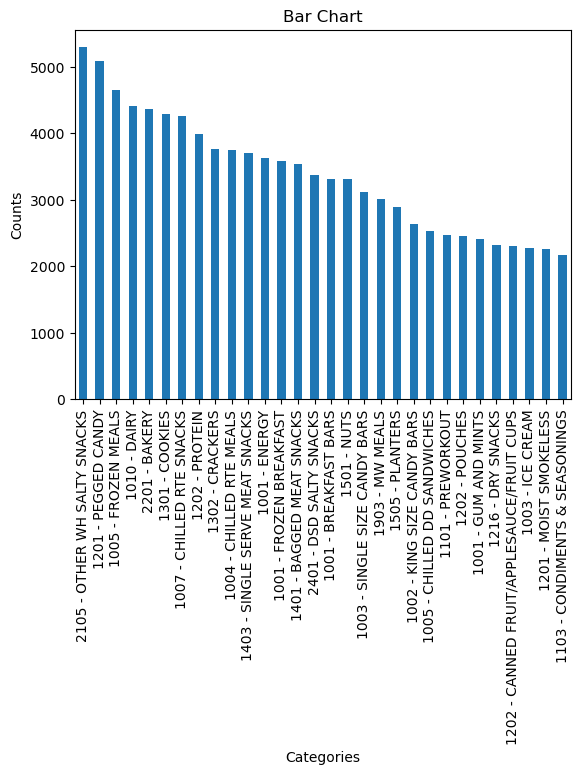 Bar Chart
Counts
5000
4000
3000
2000
1000
0
2105 - OTHER WH SALTY SNACKS
1201 - PEGGED CANDY
1005 - FROZEN MEALS
1010 - DAIRY
2201 - BAKERY
1301 - COOKIES
1007 - CHILLED RTE SNACKS
1202 - PROTEIN
1302 - CRACKERS
1004 - CHILLED RTE MEALS
1403 - SINGLE SERVE MEAT SNACKS
1001 - ENERGY
1001 - FROZEN BREAKFAST
1401 - BAGGED MEAT SNACKS
2401 - DSD SALTY SNACKS
1001 - BREAKFAST BARS
1501 - NUTS
1003 - SINGLE SIZE CANDY BARS
1903 - MW MEALS
1505 - PLANTERS
1002 - KING SIZE CANDY BARS
1005 - CHILLED DD SANDWICHES
1101 - PREWORKOUT
1202 - POUCHES
1001 - GUM AND MINTS
1216 - DRY SNACKS
1202 - CANNED FRUIT/APPLESAUCE/FRUIT CUPS
1003 - ICE CREAM
1201 - MOIST SMOKELESS
1103 - CONDIMENTS & SEASONINGS
Categories